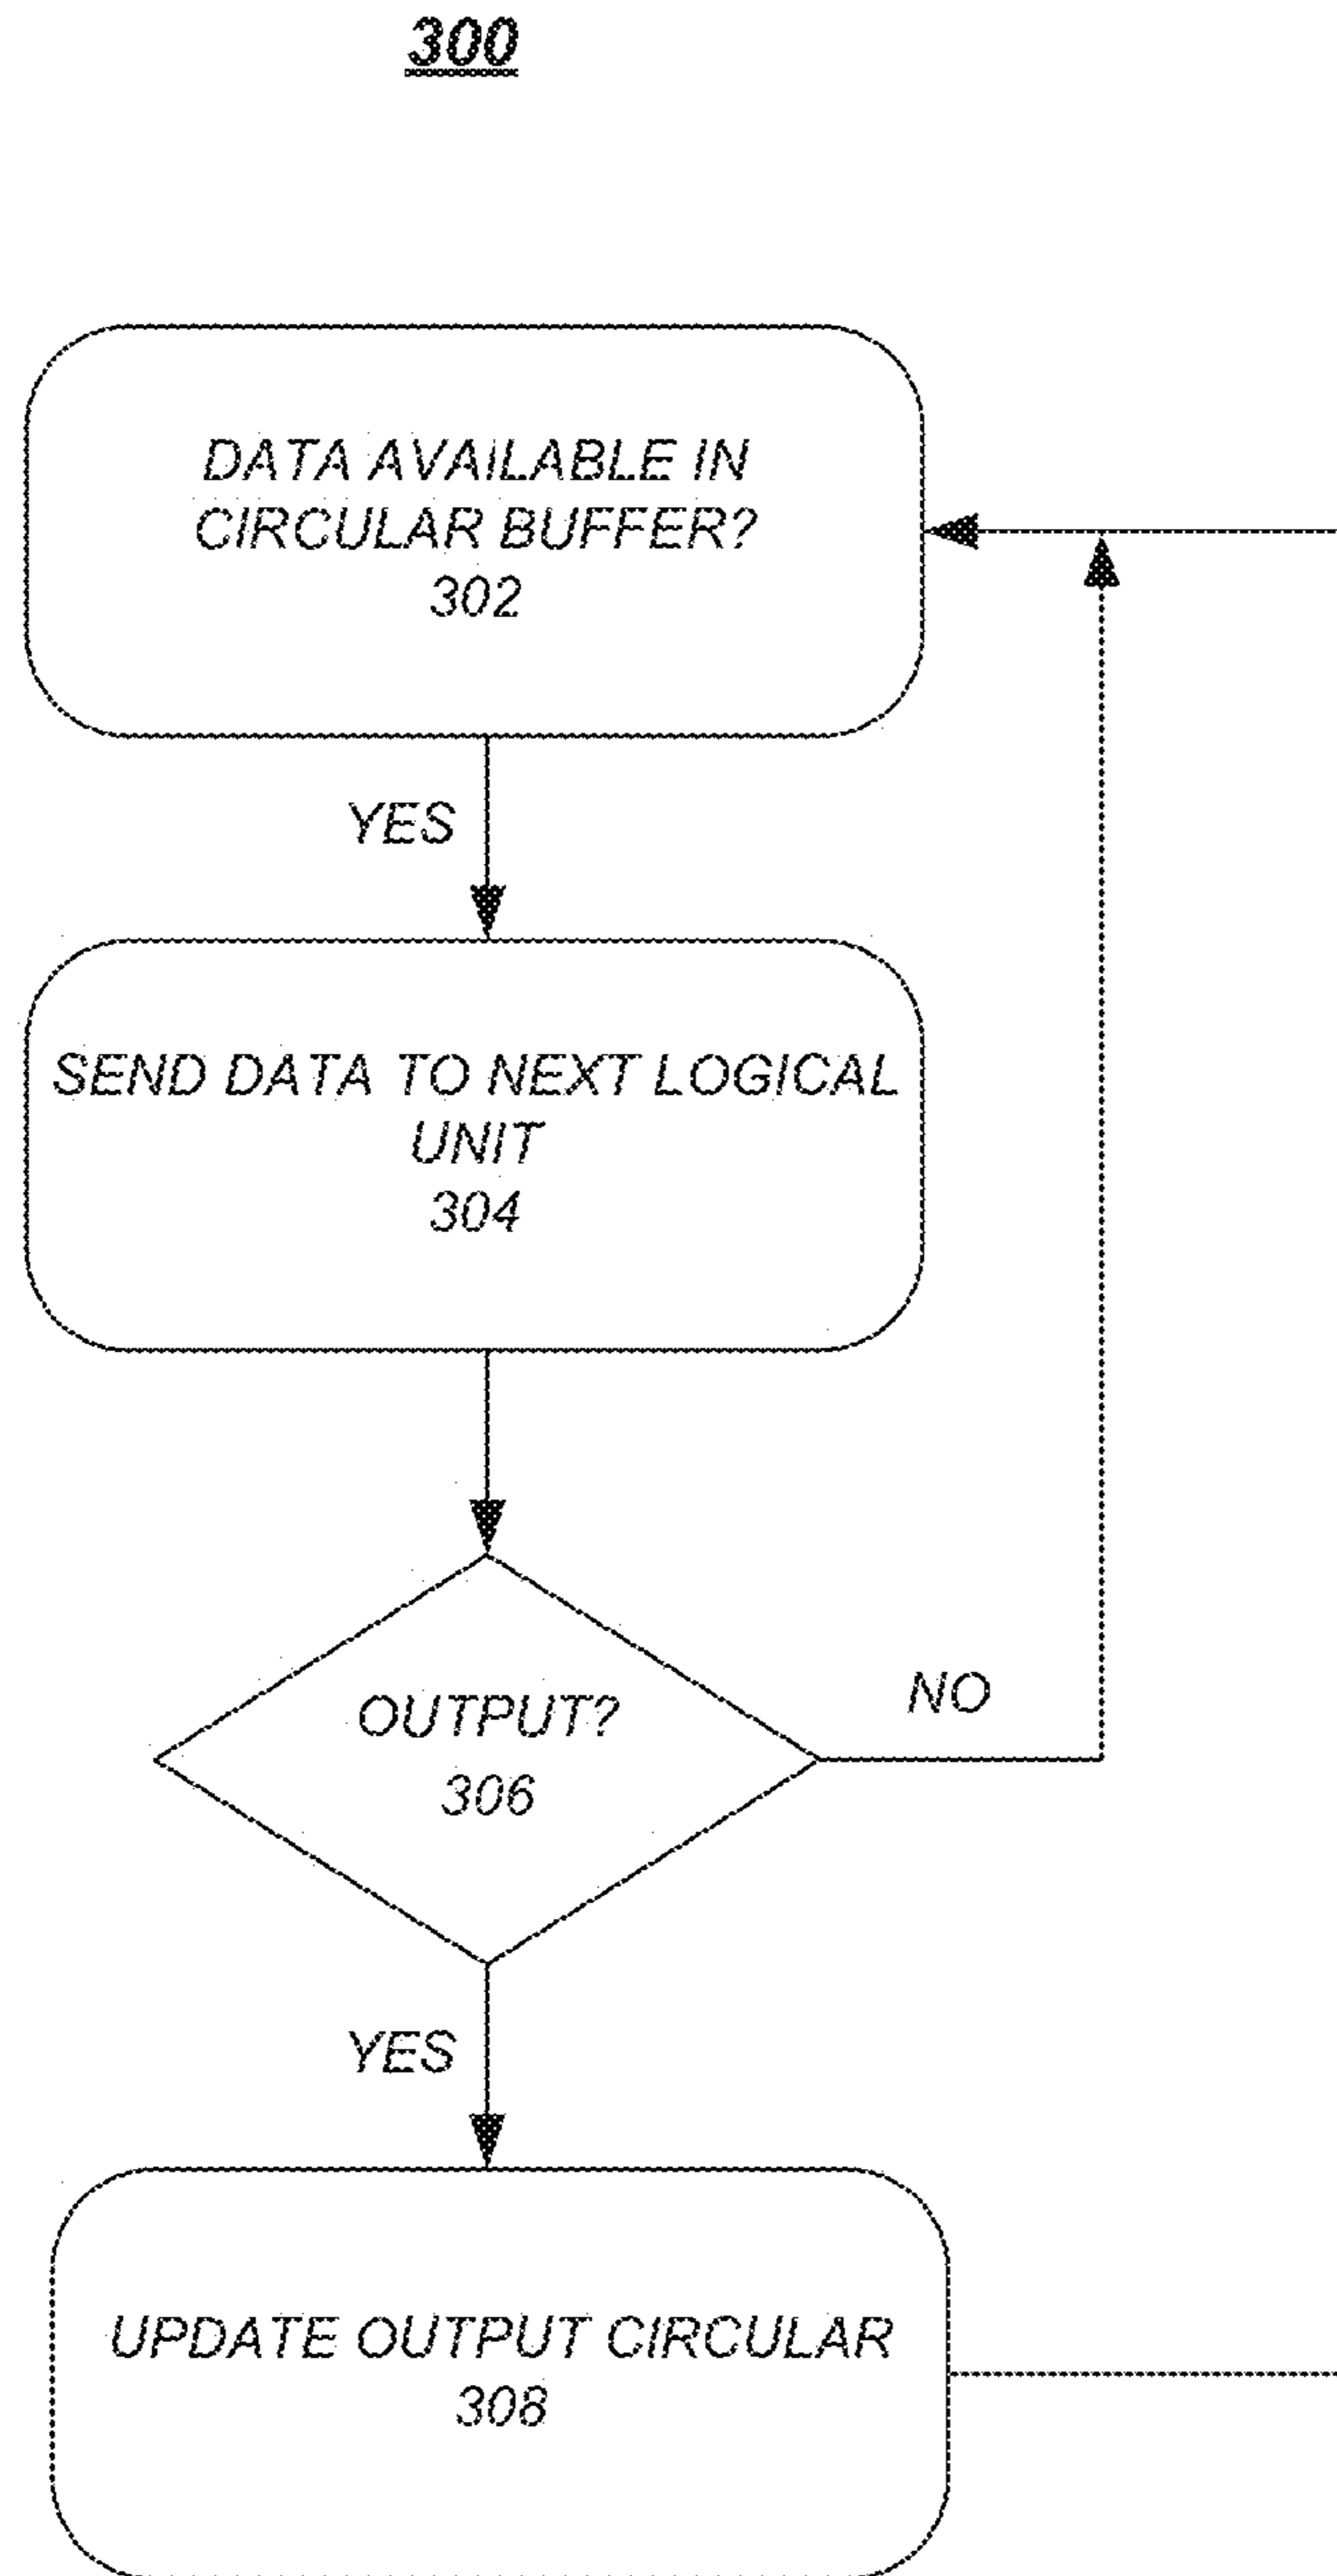 300
DATA AVAILABLE IN
CIRCULAR BUFFER?
302
YES
SEND DATA TO NEXT LOGICAL
UNIT
304
OUTPUT?
306
NO
YES
UPDATE OUTPUT CIRCULAR
308